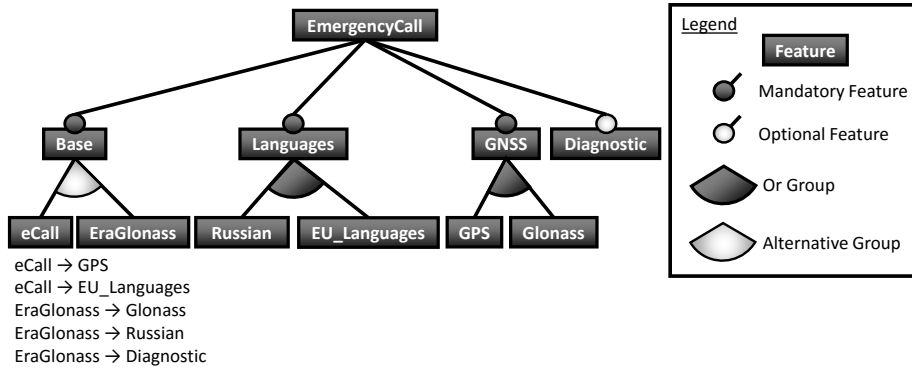 EmergencyCall
Legend
Feature
Mandatory Feature
Optional Feature
Or Group
Alternative Group
Base
Languages
GNSS
Diagnostic
eCall
EraGlonass
Russian
EU_Languages
GPS
Glonass
eCall → GPS
eCall → EU_Languages
EraGlonass → Glonass
EraGlonass → Russian
EraGlonass → Diagnostic